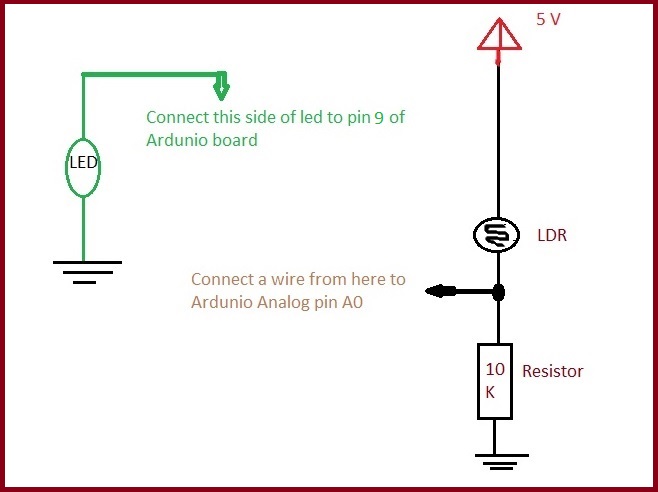 5 V
Connect this side of led to pin 9 of
Ardunio board
LED
LDR
Connect a wire from here to
Ardunio Analog pin A0
10
K
Resistor